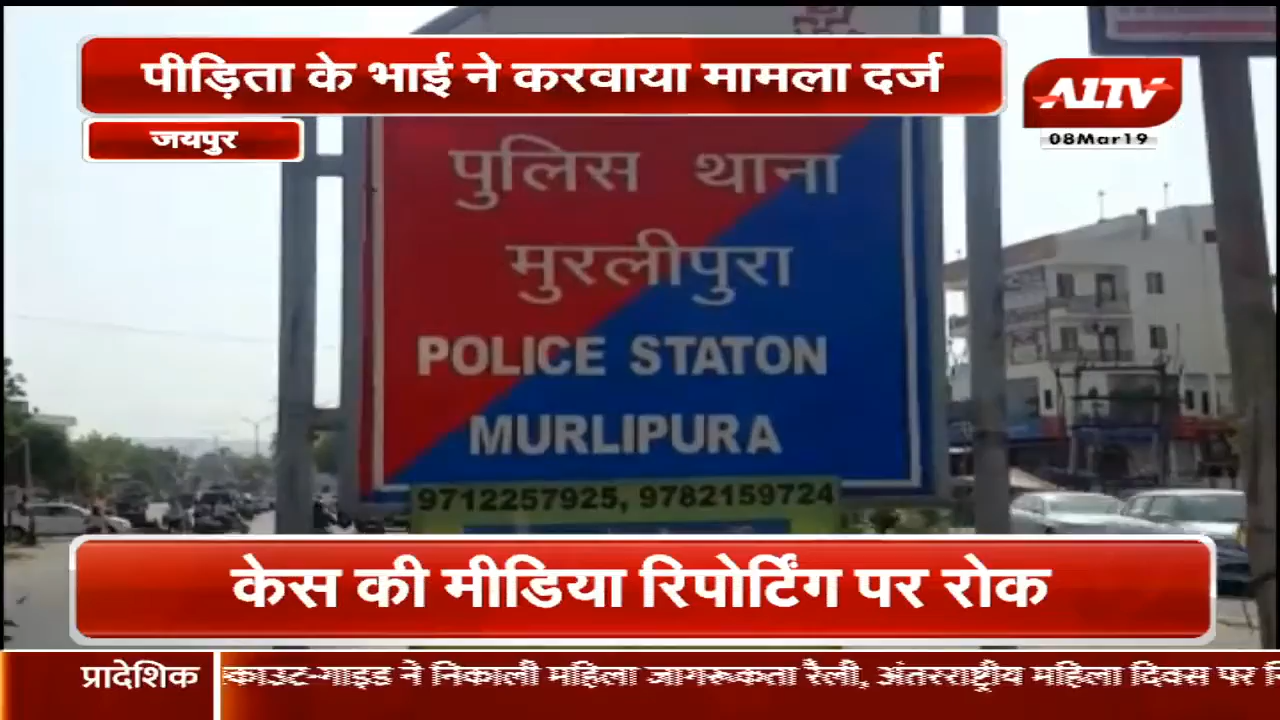 पीड़िता के भाई ने करवाया मामला दर्ज
जयपुर
ALTV
08Mar19
पुलिस थाना
मुरलीपुरा
POLICE STATON
MURLIPURA
9712257925, 9782159724
केस की मीडिया रिपोर्टिंग पर रोक
प्रादेशिक
काउट-गाइड ने निकाली महिला जागरूकता रैली, अंतरराष्ट्रीय महिला दिवस पर